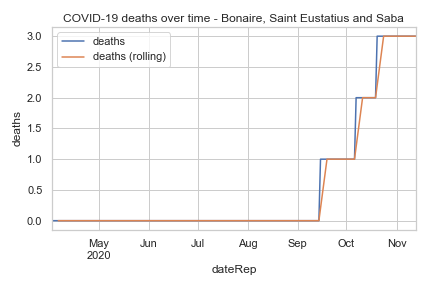 COVID-19 deaths over time - Bonaire, Saint Eustatius and Saba
deaths
deaths (rolling)
3.0
2.5
2.0
1.5
1.0
0.5
0.0
deaths
May
2020
Jun
Jul
Aug
Sep
Oct
Nov
dateRep